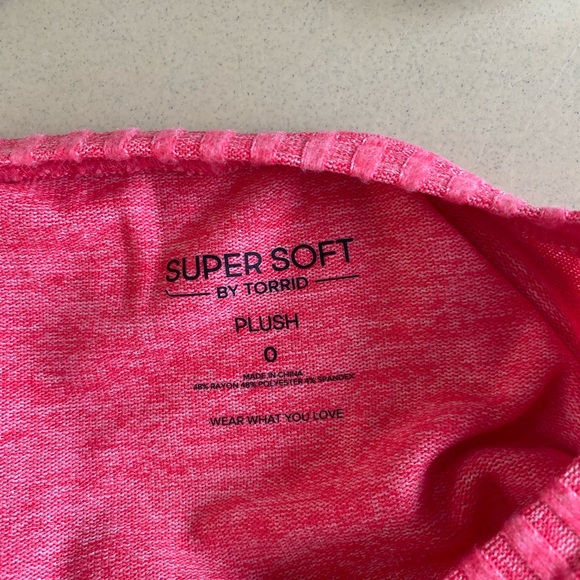 SUPER SOFT
BY TORRID
PLUSH
0
MADE IN CHINA
48% RAYON 48% POLYESTER 4% SPANDEX
WEAR WHAT YOU LOVE